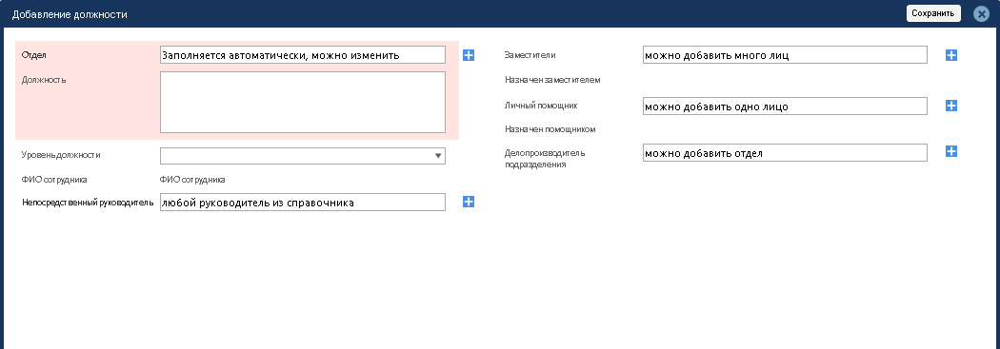 Добавление должности
Сохранить
Отдел
Заполняется автоматически, можно изменить
Должность
Уровень должности
ФИО сотрудника
ФИО сотрудника
Непосредственный руководитель
любой руководитель из справочника
Заместители
можно добавить много лиц
Назначен заместителем
Личный помощник
можно добавить одно лицо
Назначен помощником
Делопроизводитель
подразделения
можно добавить отдел